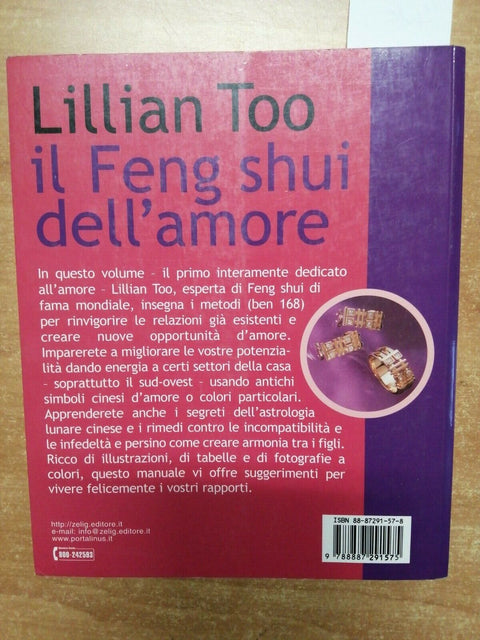 Lillian Too
il Feng shui
dell'amore
In questo volume – il primo interamente dedicato
all'amore – Lillian Too, esperta di Feng shui di
fama mondiale, insegna i metodi (ben 168)
per rinvigorire le relazioni già esistenti e
creare nuove opportunità d'amore.
Imparerete a migliorare le vostre potenzia-
lità dando energia a certi settori della casa
– soprattutto il sud-ovest – usando antichi
simboli cinesi d'amore o colori particolari.
Apprenderete anche i segreti dell'astrologia
lunare cinese e i rimedi contro le incompatibilità e
le infedeltà e persino come creare armonia tra i figli.
Ricco di illustrazioni, di tabelle e di fotografie a
colori, questo manuale vi offre suggerimenti per
vivere felicemente i vostri rapporti.
http://zelig.editore.it
e-mail: info@zelig.editore.it
www.portalinus.it
800-242593
ISBN 88-87291-57-8
9 788887 291575